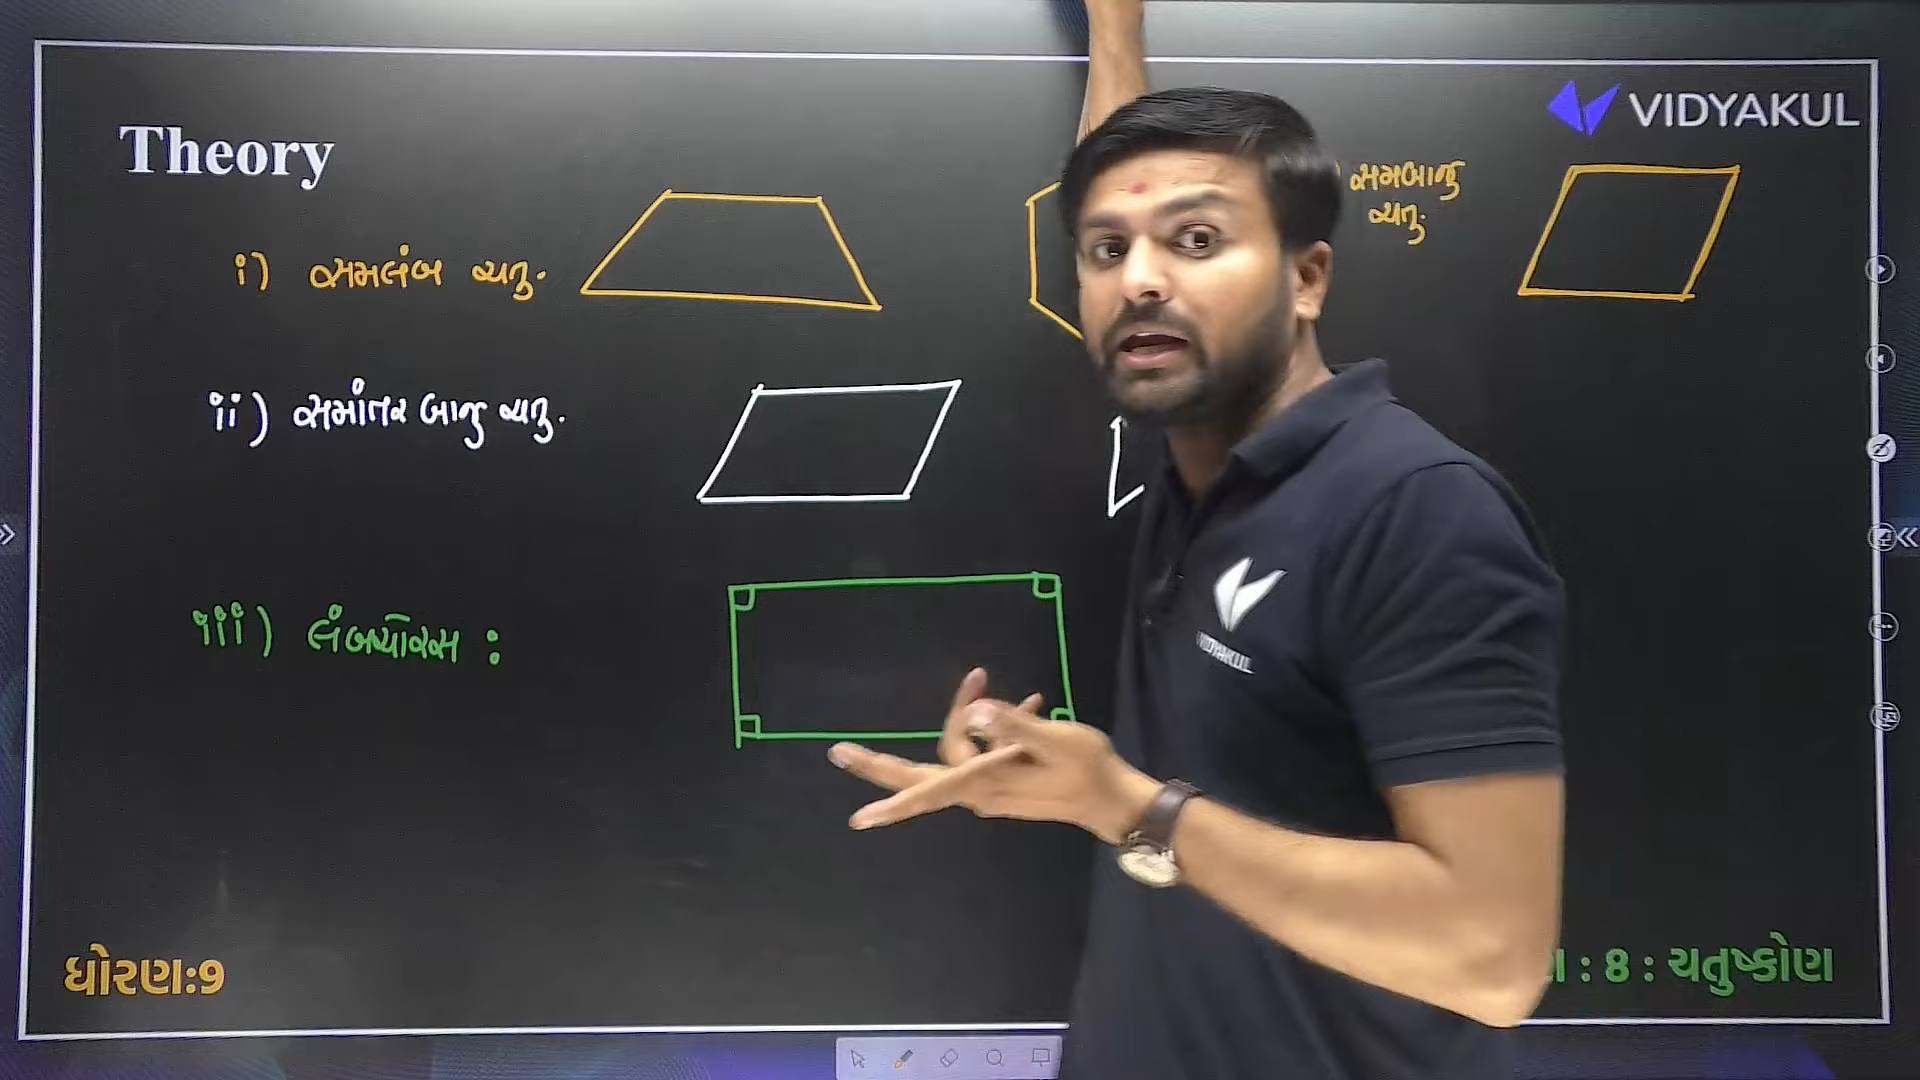 VIDYAKUL
Theory
સમબાજુ
ચતુ.
i) સમલંબ ચતુ.
ii) સમાંતર બાજુ ચતુ.
iii) લંબચોરસ :
VIDYAKUL
ધોરણ:9
: 8 : ચતુષ્કોણ